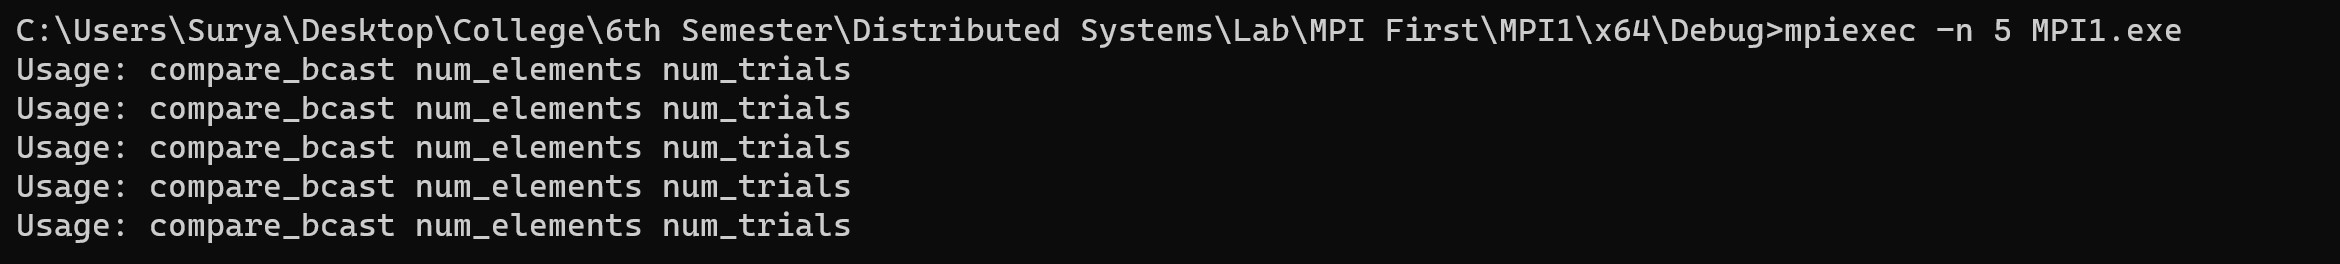 C:\Users\Surya\Desktop\College\6th Semester\Distributed Systems\Lab\MPI First\MPI1\x64\Debug>mpiexec -n 5 MPI1.exe
Usage: compare_bcast num_elements num_trials
Usage: compare_bcast num_elements num_trials
Usage: compare_bcast num_elements num_trials
Usage: compare_bcast num_elements num_trials
Usage: compare_bcast num_elements num_trials